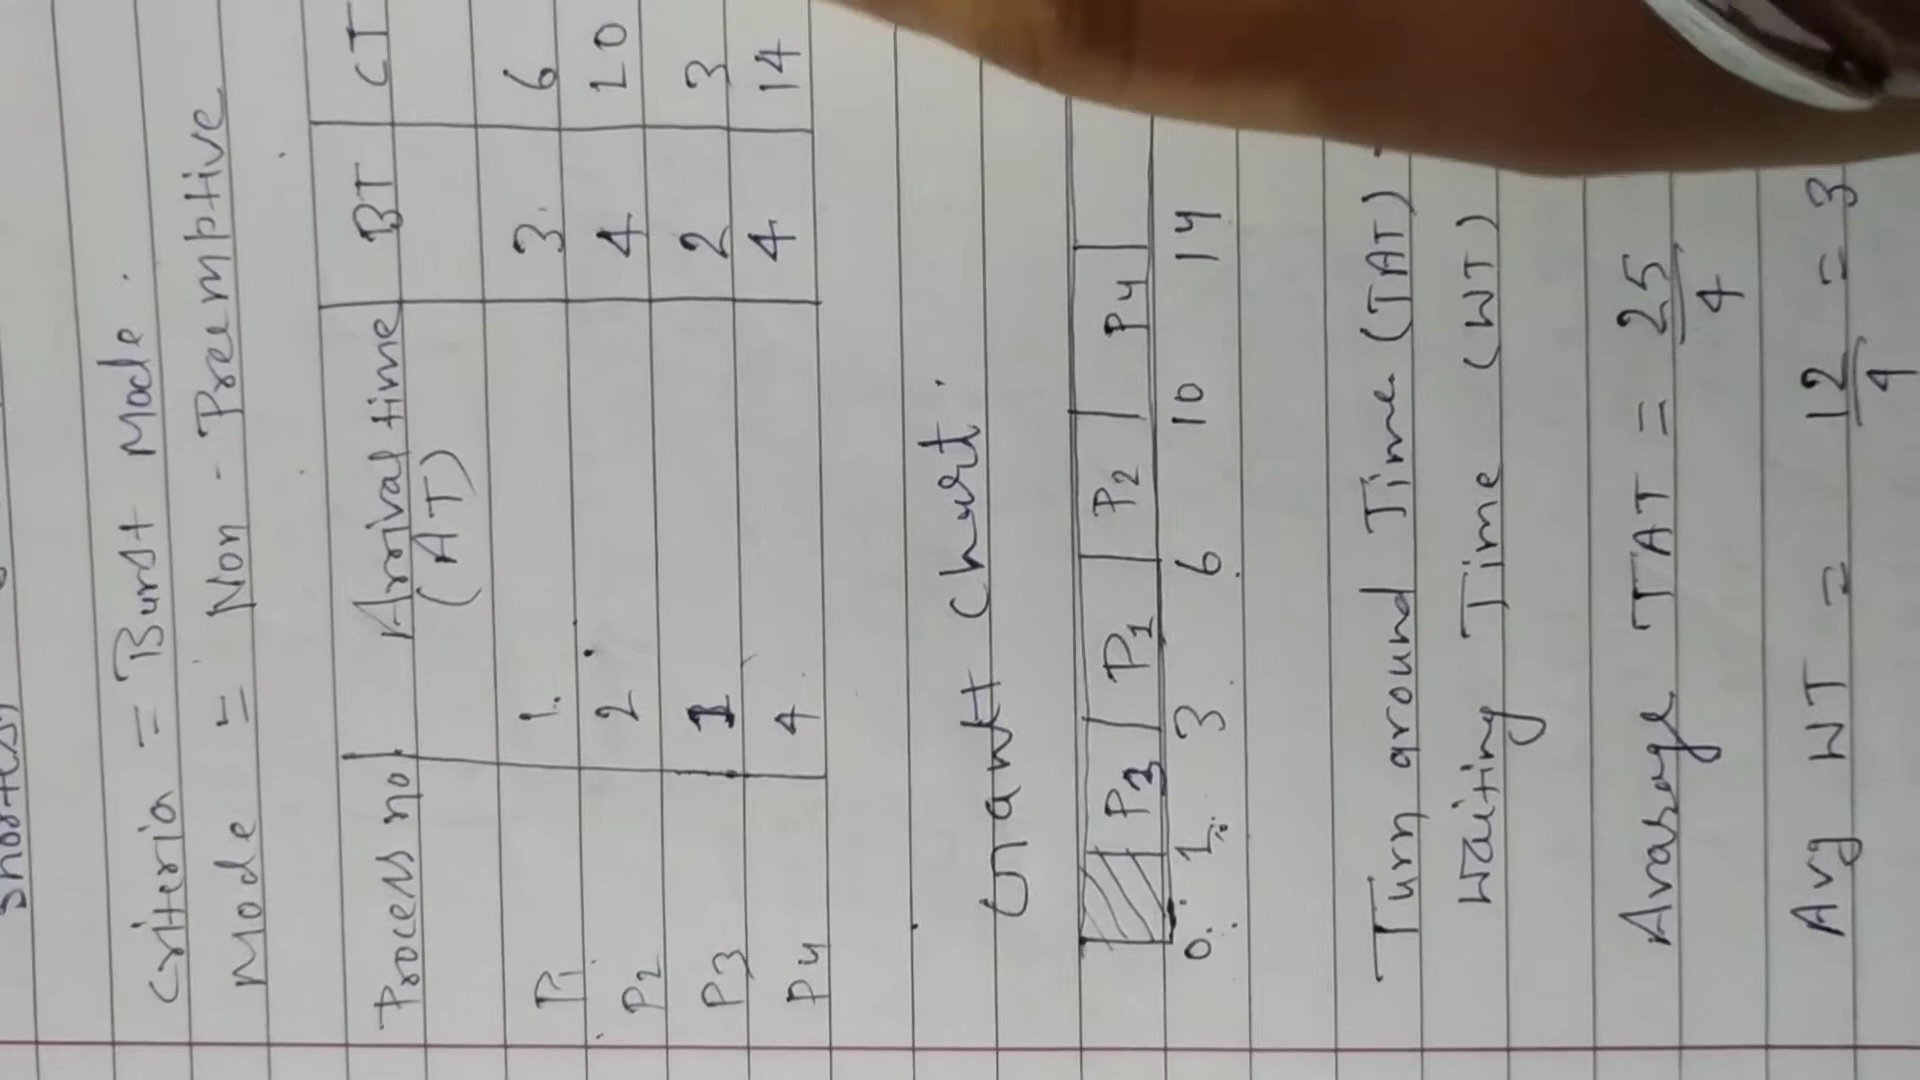 Criteria = Burst Mode.
Mode = Non - Preemptive
Process no Arrival time (AT) BT CT
P1 1. 3. 6
P2 2 4 10
P3 1 2 3
P4 4 4 14
Gantt Chart.
P3 P1 P2 P4
0 1 3 6 10 14
Turn around Time (TAT) -
Waiting Time (WT)
Avarage TAT = 25/4
Avg WT = 12/4 = 3